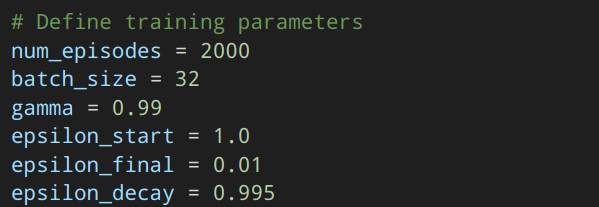 # Define training parameters
num_episodes = 2000
batch_size = 32
gamma = 0.99
epsilon_start = 1.0
epsilon_final = 0.01
epsilon_decay = 0.995